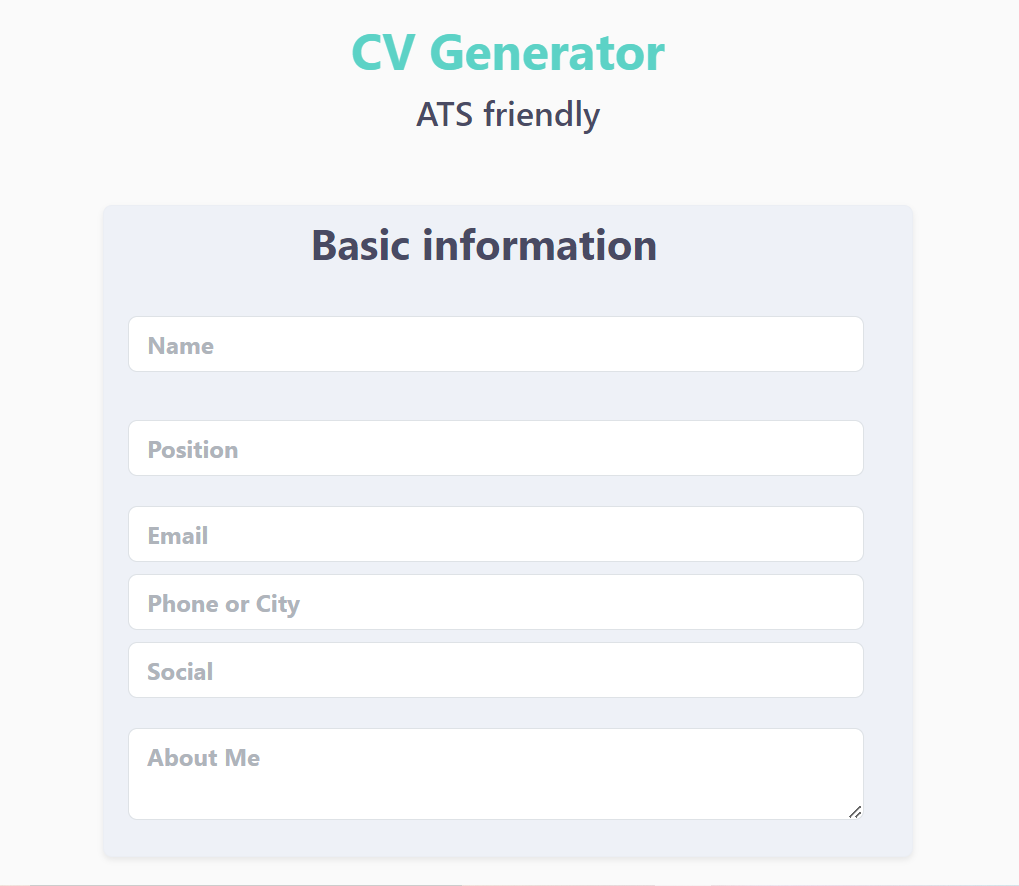 CV Generator
ATS friendly
Basic information
Name
Position
Email
Phone or City
Social
About Me